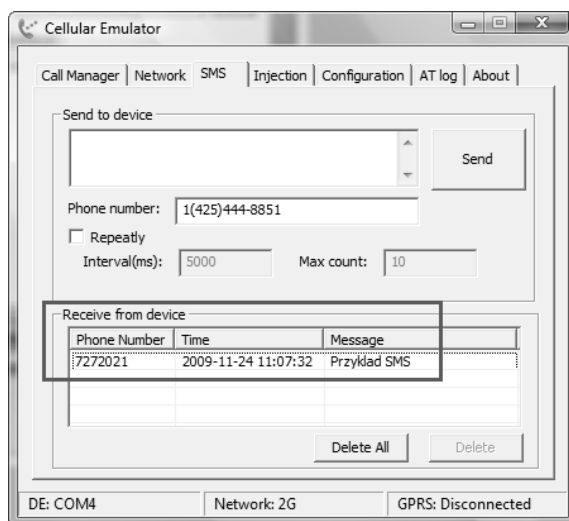 Cellular Emulator
Call Manager Network SMS Injection Configuration AT log About
Send to device
Send
Phone number: 1(425)444-8851
Repeatly
Interval(ms): 5000 Max count: 10
Receive from device
Phone Number Time Message
7272021 2009-11-24 11:07:32 Przyklad SMS
Delete All Delete
DE: COM4 Network: 2G GPRS: Disconnected